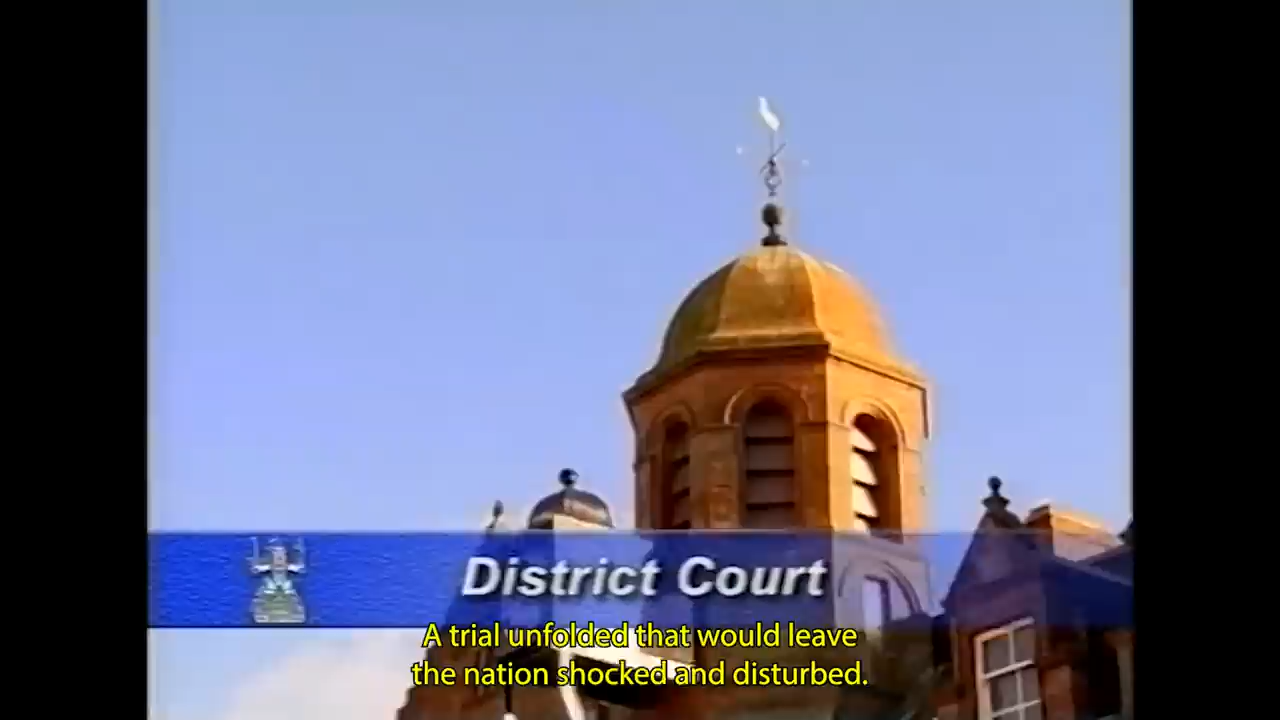 District Court
A trial unfolded that would leave
the nation shocked and disturbed.